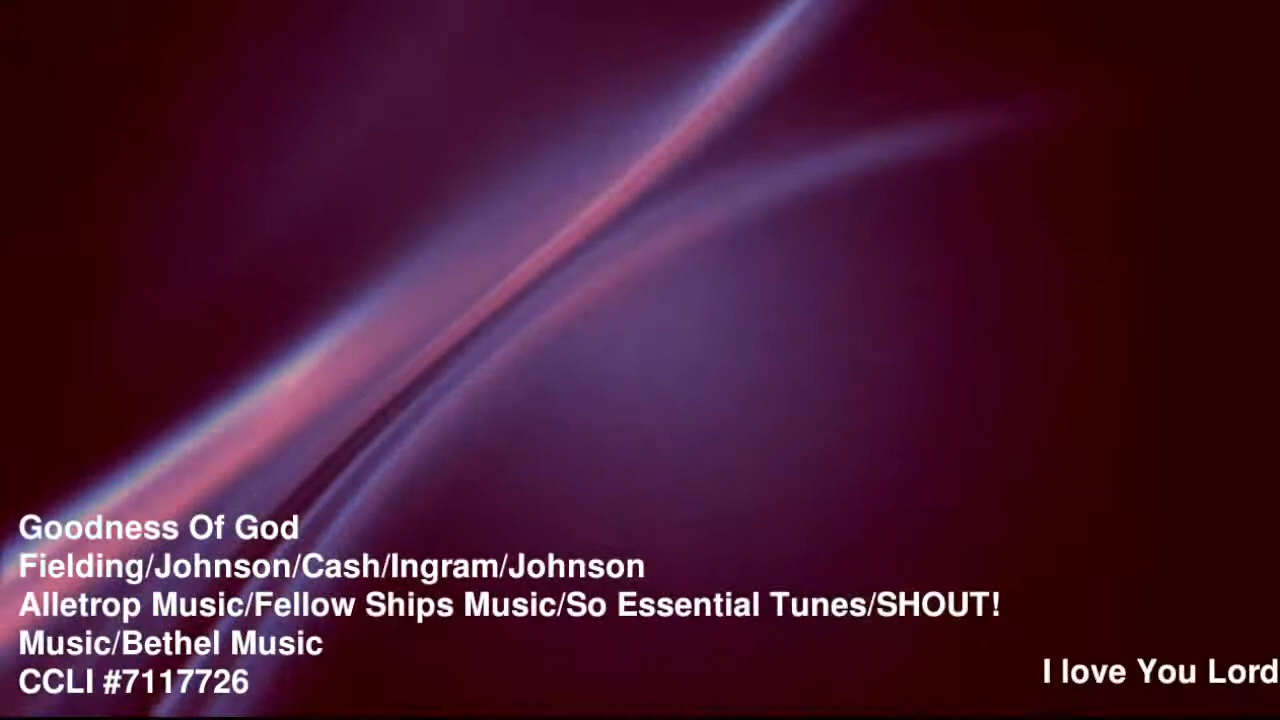 Goodness Of God
Fielding/Johnson/Cash/Ingram/Johnson
Alletrop Music/Fellow Ships Music/So Essential Tunes/SHOUT!
Music/Bethel Music
CCLI #7117726
I love You Lord